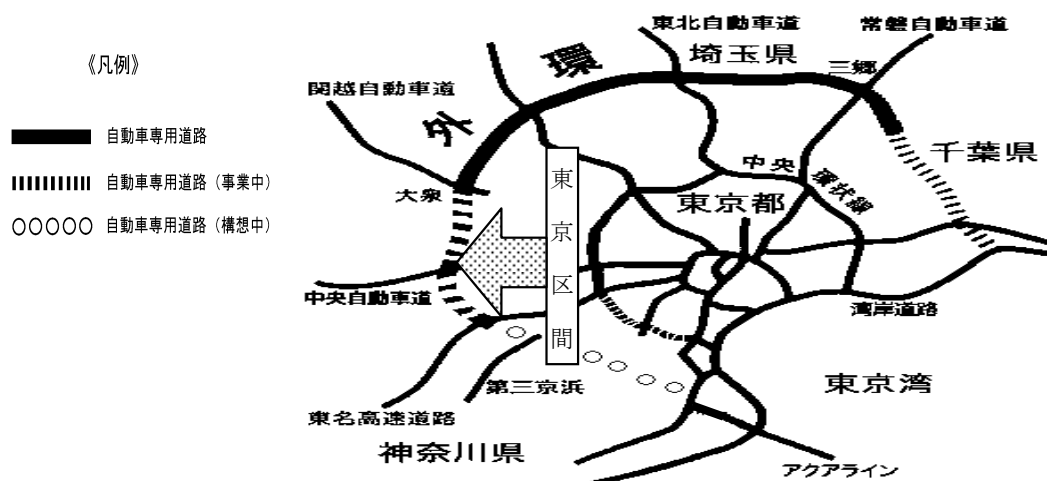 《凡例》
自動車専用道路
自動車専用道路（事業中）
自動車専用道路（構想中）
東北自動車道
常磐自動車道
埼玉県
三郷
外環
関越自動車道
千葉県
大泉
中央環状線
東京都
東京区間
中央自動車道
湾岸道路
第三京浜
東京湾
東名高速道路
神奈川県
アクアライン